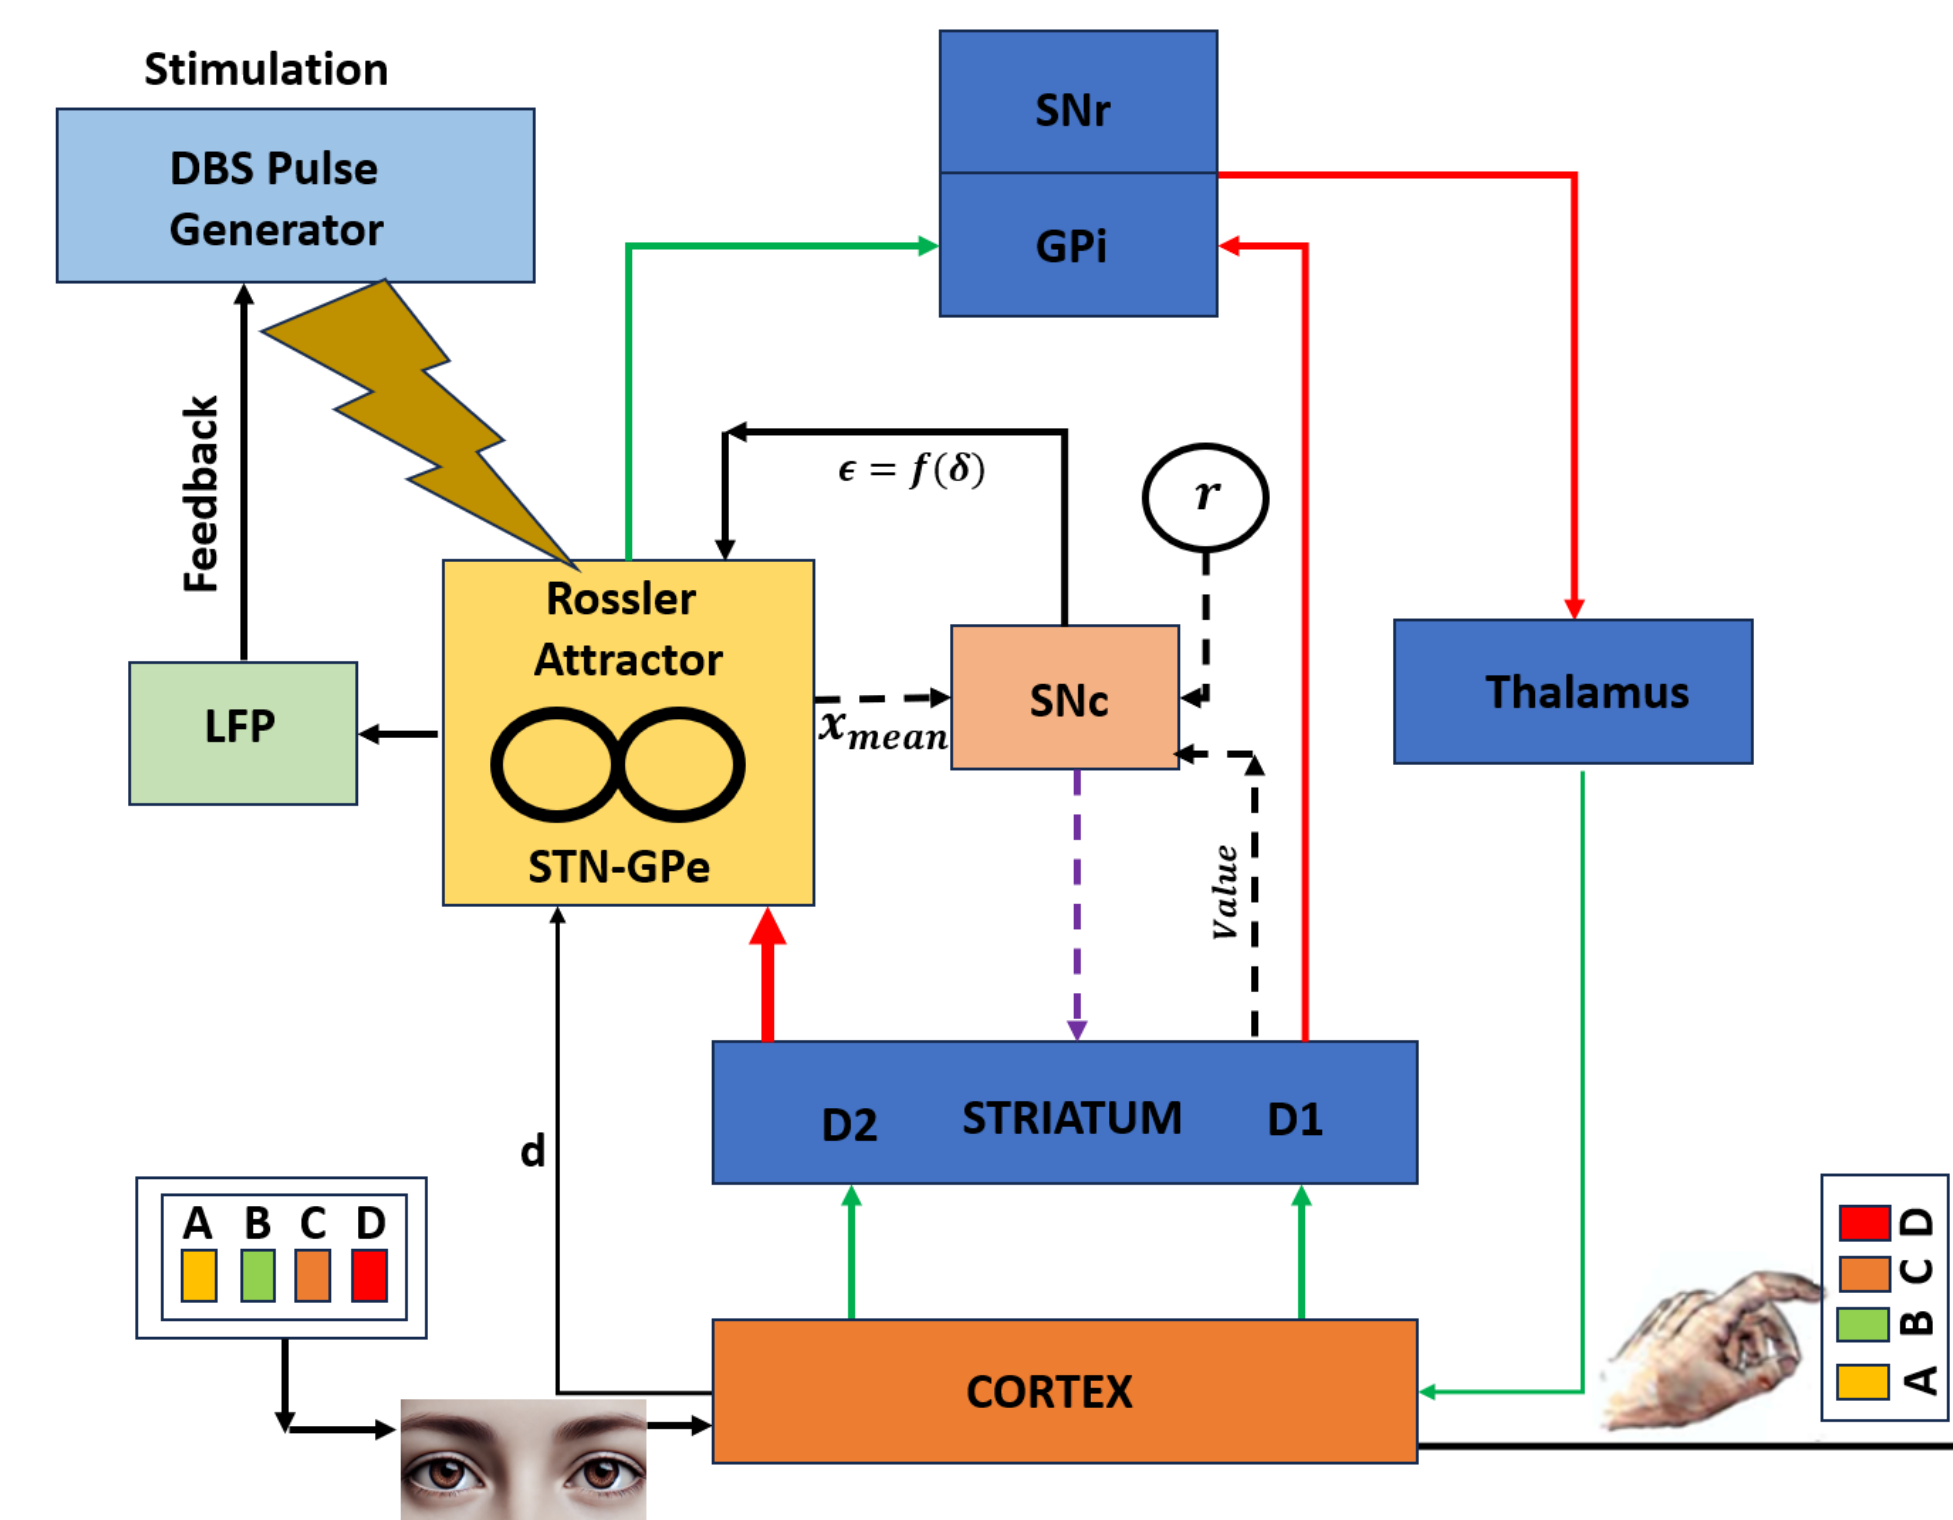 Stimulation
DBS Pulse
Generator
SNr
GPi
Feedback
ϵ = f(δ)
r
Rossler
Attractor
STN-GPe
LFP
x_mean
SNc
Thalamus
Value
D2 STRIATUM D1
d
A B C D
CORTEX
D
C
B
A